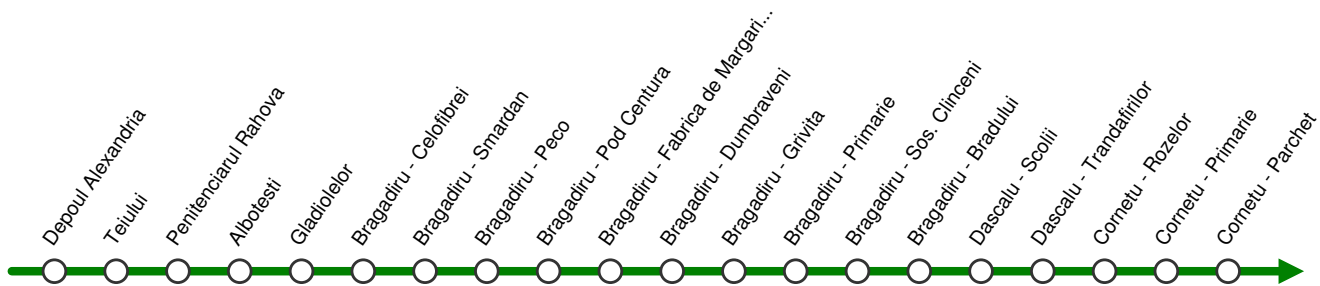 Depoul Alexandria
Teiului
Penitenciarul Rahova
Albotesti
Gladiolelor
Bragadiru - Celofibrei
Bragadiru - Smardan
Bragadiru - Peco
Bragadiru - Pod Centura
Bragadiru - Fabrica de Margari...
Bragadiru - Dumbraveni
Bragadiru - Grivita
Bragadiru - Primarie
Bragadiru - Sos. Clinceni
Bragadiru - Bradului
Dascalu - Scolii
Dascalu - Trandafirilor
Cornetu - Rozelor
Cornetu - Primarie
Cornetu - Parchet